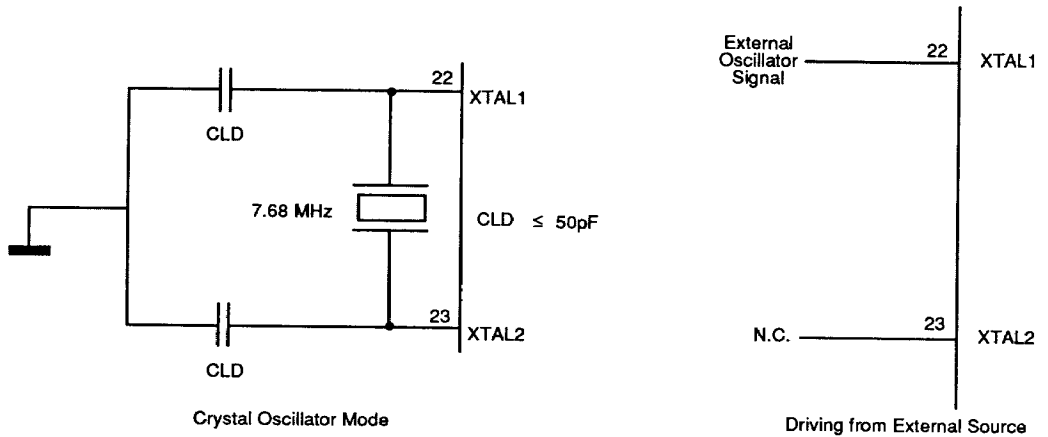 22
XTAL1
CLD
7.68 MHz
CLD ≤ 50pF
23
XTAL2
CLD
Crystal Oscillator Mode
External
Oscillator
Signal
22
XTAL1
N.C.
23
XTAL2
Driving from External Source